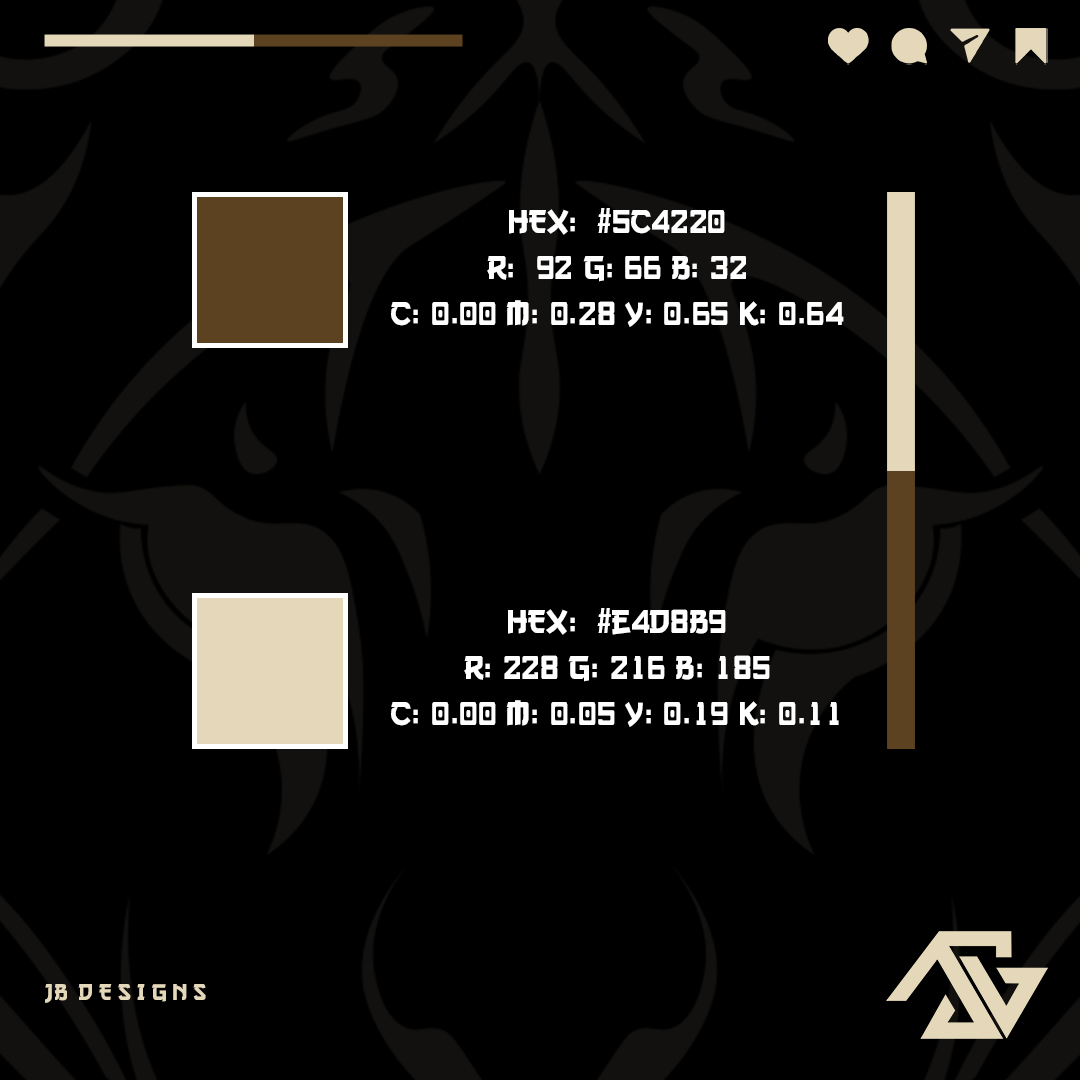 HEX: #5C4220
R: 92 G: 66 B: 32
C: 0.00 M: 0.28 Y: 0.65 K: 0.64
HEX: #E4D8B9
R: 228 G: 216 B: 185
C: 0.00 M: 0.05 Y: 0.19 K: 0.11
JB DESIGNS